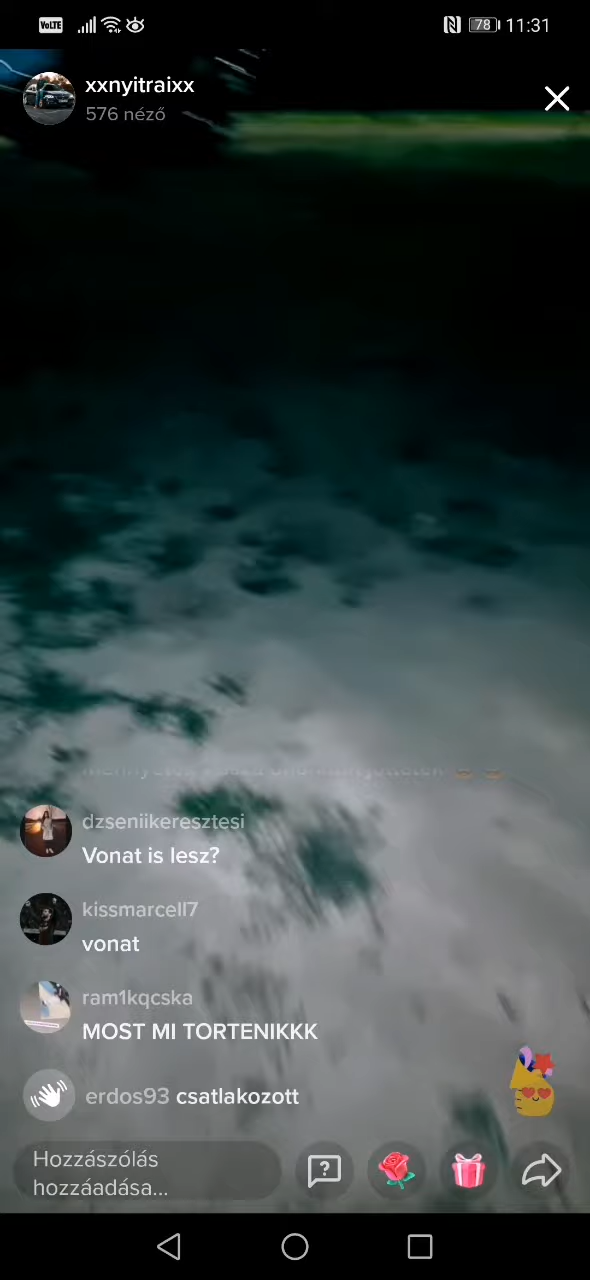 VoLTE
78 11:31
xxnyitraixx
576 néző
dzseniikeresztesi
Vonat is lesz?
kissmarcell7
vonat
ram1kqcska
MOST MI TORTENIKKK
erdos93 csatlakozott
Hozzászólás
hozzáadása...